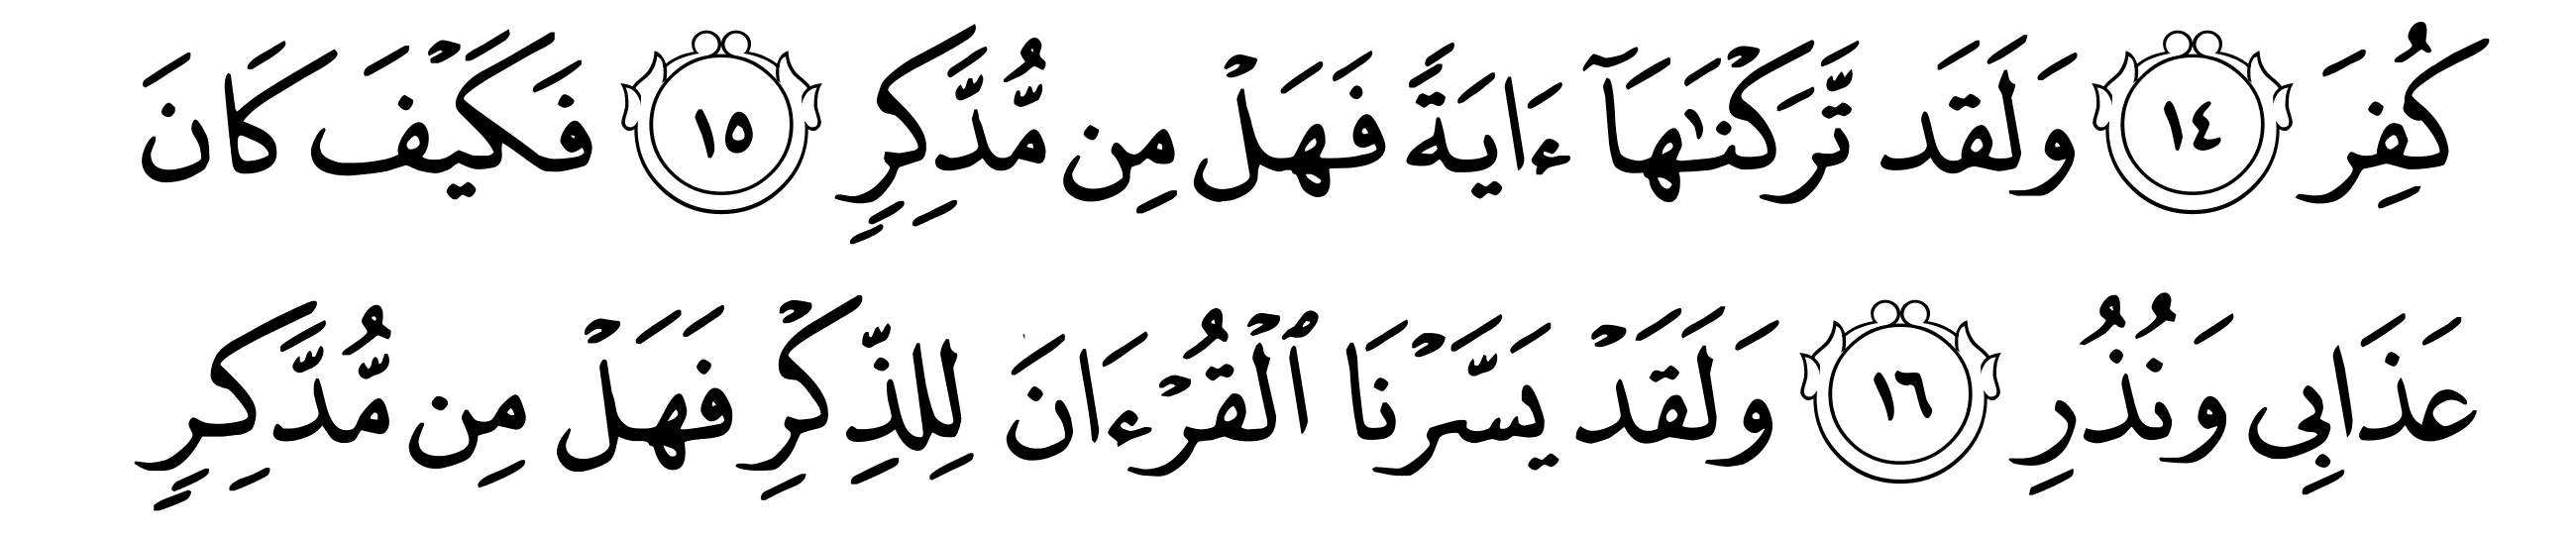 كُفِرَ ١٤ وَلَقَد تَّرَكْنَٰهَآ ءَايَةً فَهَلْ مِن مُّدَّكِرٍ ١٥ فَكَيْفَ كَانَ
عَذَابِى وَنُذُرِ ١٦ وَلَقَدْ يَسَّرْنَا ٱلْقُرْءَانَ لِلذِّكْرِ فَهَلْ مِن مُّدَّكِرٍ